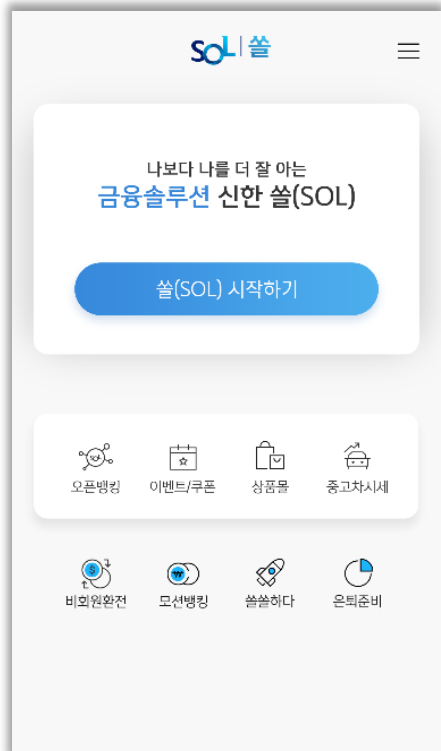 SOL | 쏠
나보다 나를 더 잘 아는
금융솔루션 신한 쏠(SOL)
쏠(SOL) 시작하기
오픈뱅킹 이벤트/쿠폰 상품몰 중고차시세
비회원환전 모션뱅킹 쏠쏠하다 은퇴준비